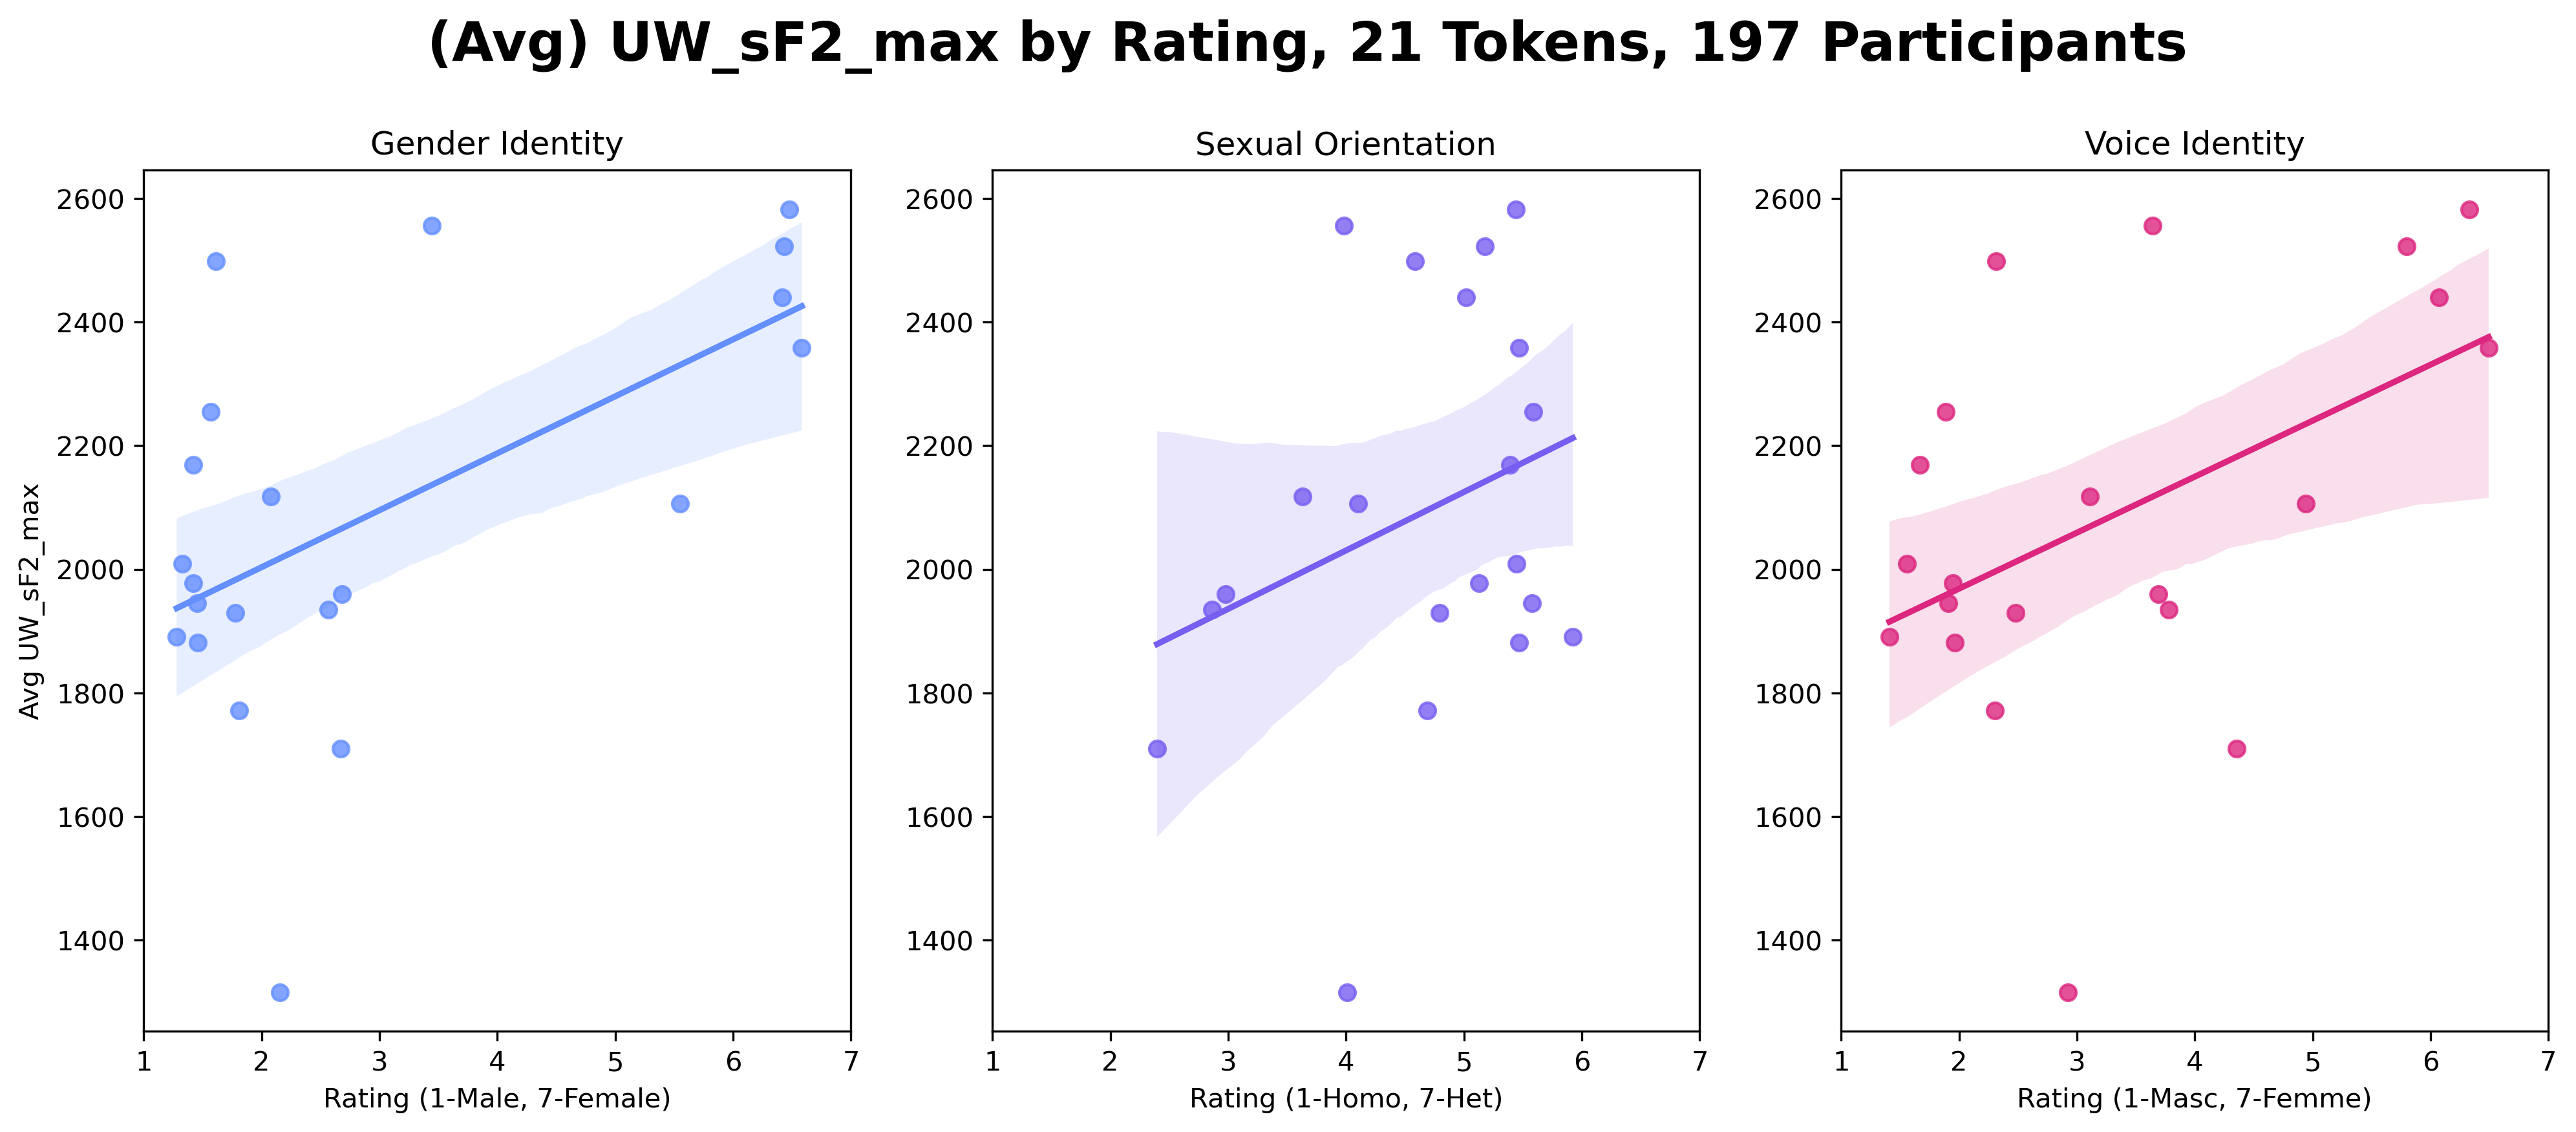 (Avg) UW_sF2_max by Rating, 21 Tokens, 197 Participants
Gender Identity
Sexual Orientation
Voice Identity
Avg UW_sF2_max
2600
2400
2200
2000
1800
1600
1400
1 2 3 4 5 6 7
Rating (1-Male, 7-Female)
2600
2400
2200
2000
1800
1600
1400
1 2 3 4 5 6 7
Rating (1-Homo, 7-Het)
2600
2400
2200
2000
1800
1600
1400
1 2 3 4 5 6 7
Rating (1-Masc, 7-Femme)